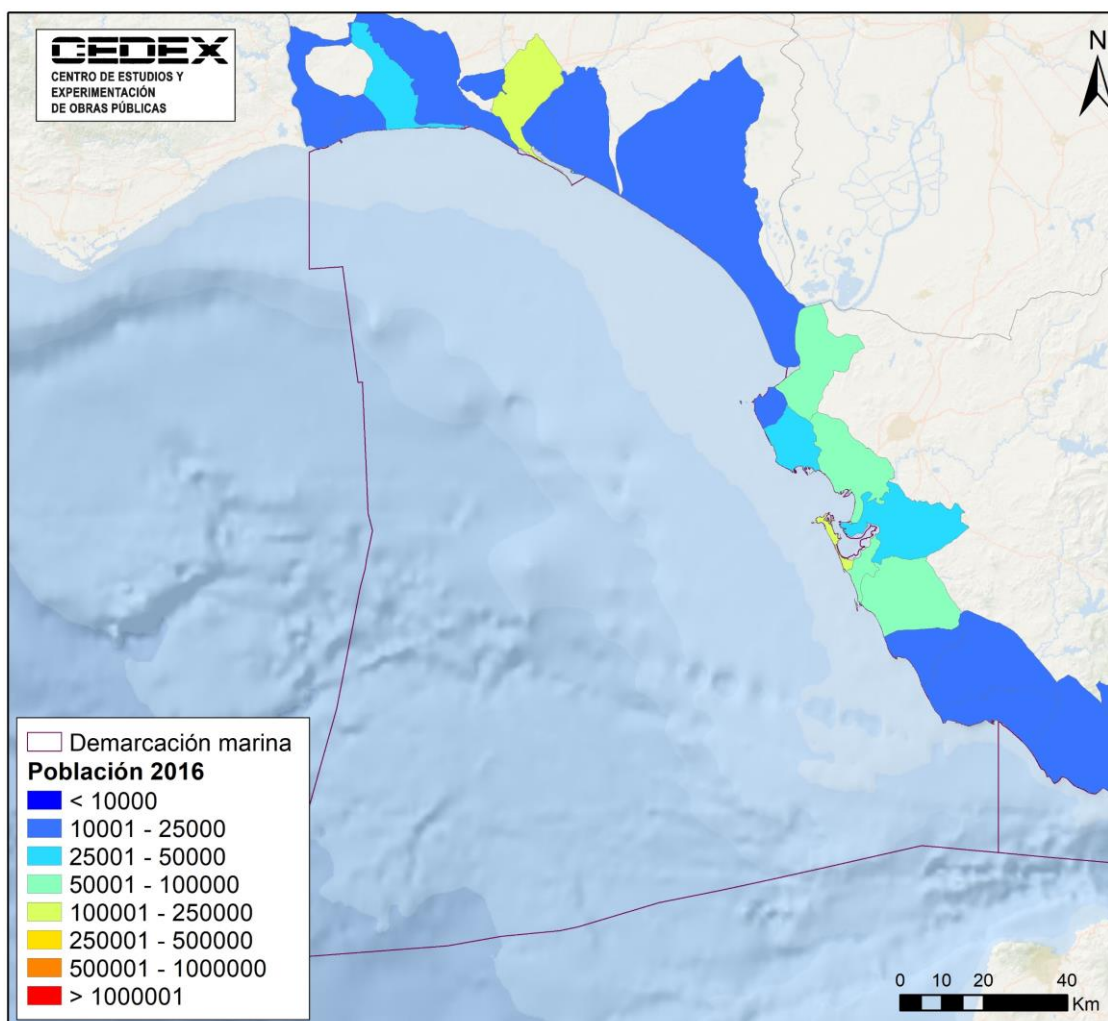 CEDEX
CENTRO DE ESTUDIOS Y
EXPERIMENTACIÓN
DE OBRAS PÚBLICAS
N
Demarcación marina
Población 2016
< 10000
10001 - 25000
25001 - 50000
50001 - 100000
100001 - 250000
250001 - 500000
500001 - 1000000
> 1000001
0 10 20 40
Km